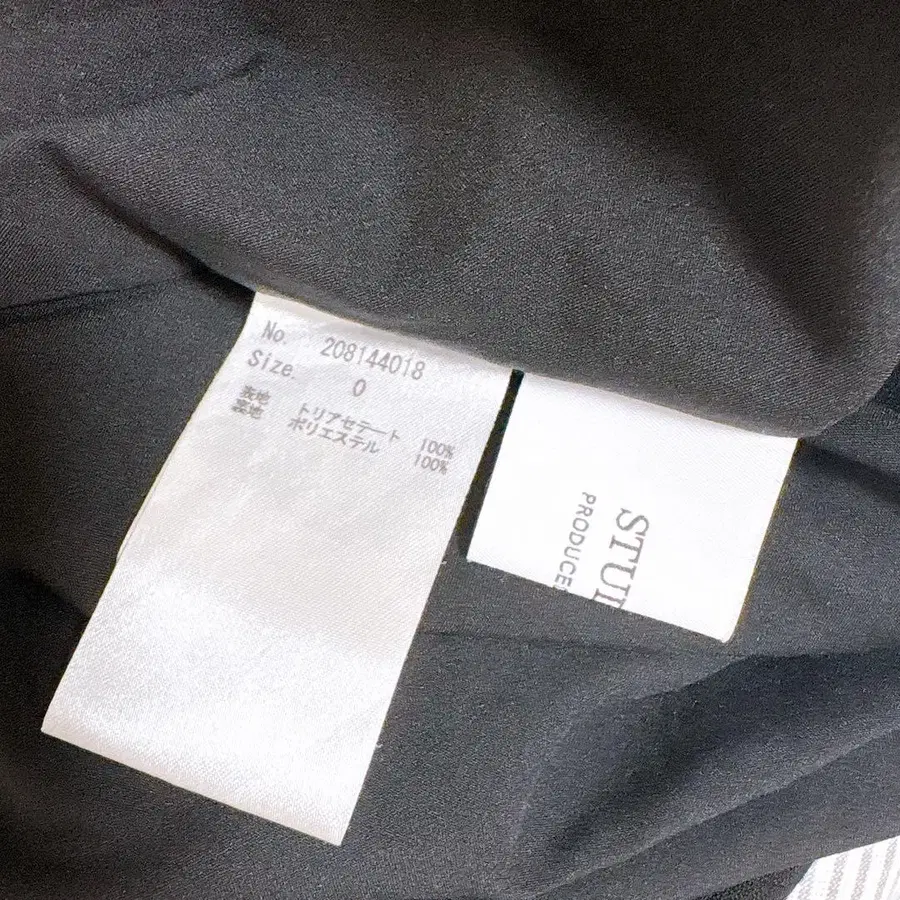 No. 208144018
Size. 0
表地 トリアセテート 100%
裏地 ポリエステル 100%
STUD
PRODUCE